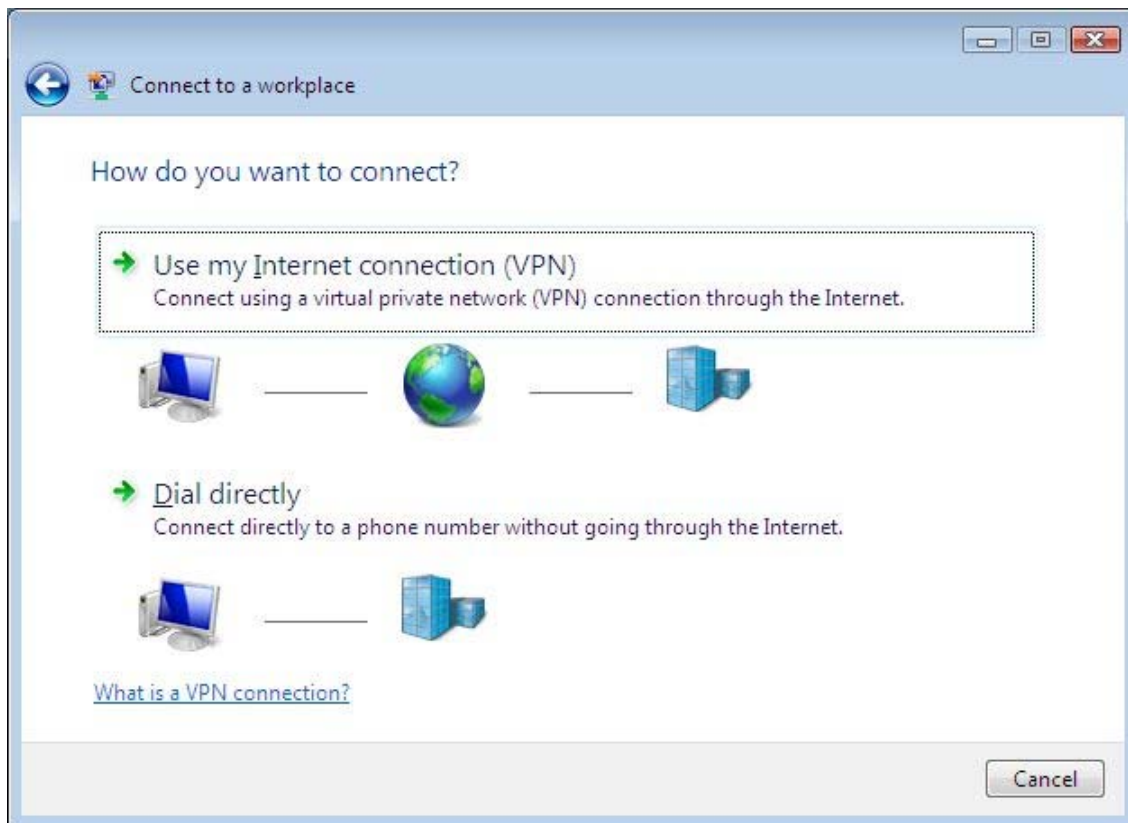 Connect to a workplace
How do you want to connect?
Use my Internet connection (VPN)
Connect using a virtual private network (VPN) connection through the Internet.
Dial directly
Connect directly to a phone number without going through the Internet.
What is a VPN connection?
Cancel